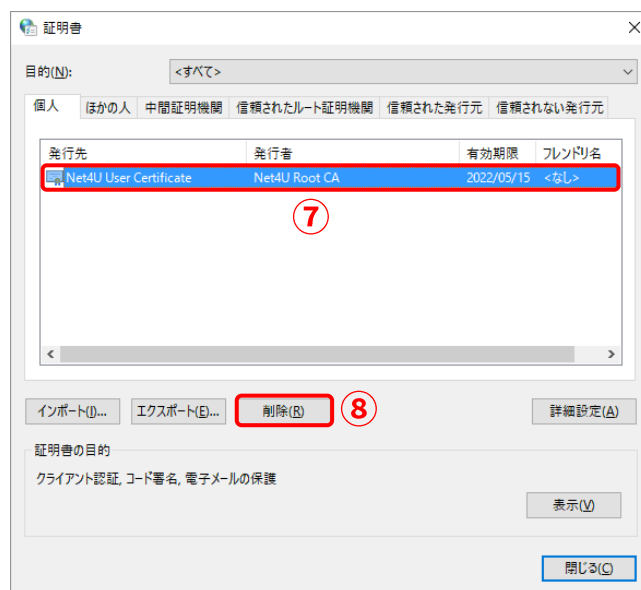 証明書
目的(N): <すべて>
個人 ほかの人 中間証明機関 信頼されたルート証明機関 信頼された発行元 信頼されない発行元
発行先 発行者 有効期限 フレンドリ名
Net4U User Certificate Net4U Root CA 2022/05/15 <なし>
⑦
インポート(I)... エクスポート(E)... 削除(R) ⑧ 詳細設定(A)
証明書の目的
クライアント認証, コード署名, 電子メールの保護
表示(V)
閉じる(C)